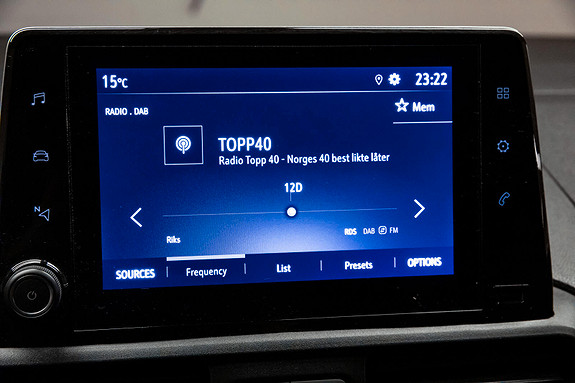 15°C 23:22
RADIO . DAB
Mem
TOPP40
Radio Topp 40 - Norges 40 best likte låter
12D
Riks
RDS DAB FM
SOURCES Frequency List Presets OPTIONS
N